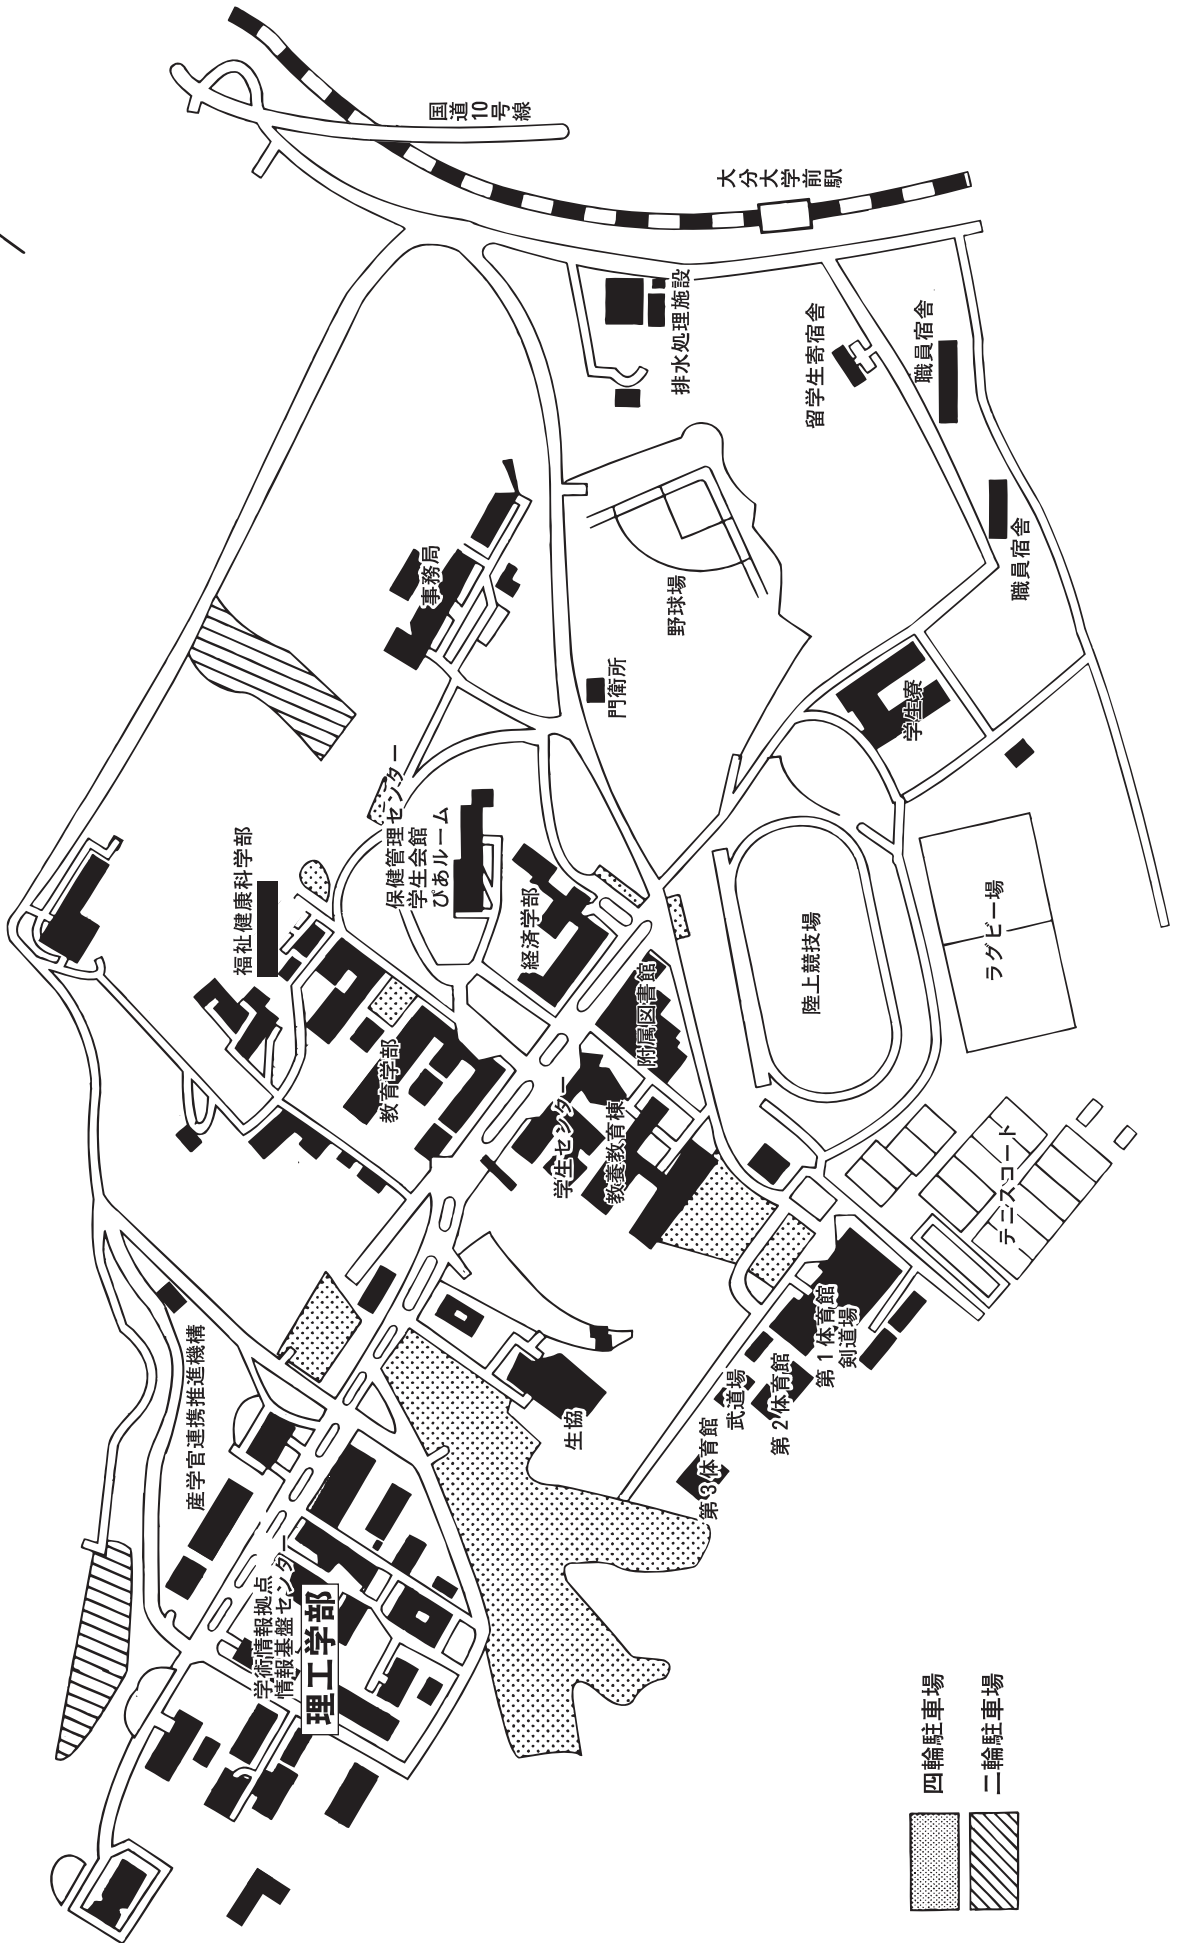 国道10号線
大分大学前駅
排水処理施設
留学生寄宿舎
職員宿舎
職員宿舎
事務局
野球場
門衛所
学生寮
保健管理センター
学生会館
ぴあルーム
福祉健康科学部
経済学部
附属図書館
陸上競技場
ラグビー場
教育学部
学生センター
教養教育棟
テニスコート
第1体育館
剣道場
武道場
第2体育館
第3体育館
生協
産学官連携推進機構
学術情報拠点
情報基盤センター
理工学部
四輪駐車場
二輪駐車場